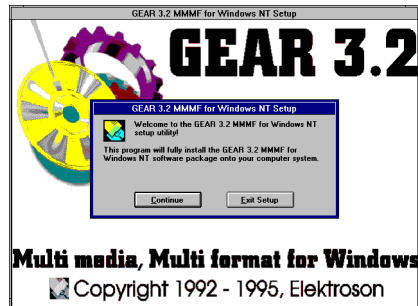 GEAR 3.2 MMMF for Windows NT Setup
GEAR 3.2
GEAR 3.2 MMMF for Windows NT Setup
Welcome to the GEAR 3.2 MMMF for Windows NT
setup utility!
This program will fully install the GEAR 3.2 MMMF for
Windows NT software package onto your computer system.
Continue
Exit Setup
Multi media, Multi format for Windows
Copyright 1992 - 1995, Elektroson